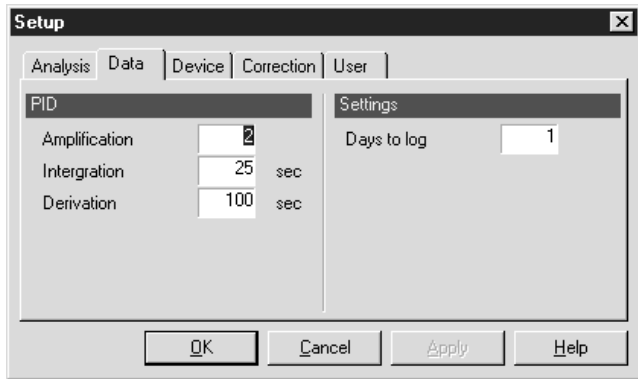 Setup
Analysis Data Device Correction User
PID
Amplification 2
Intergration 25 sec
Derivation 100 sec
Settings
Days to log 1
OK Cancel Apply Help